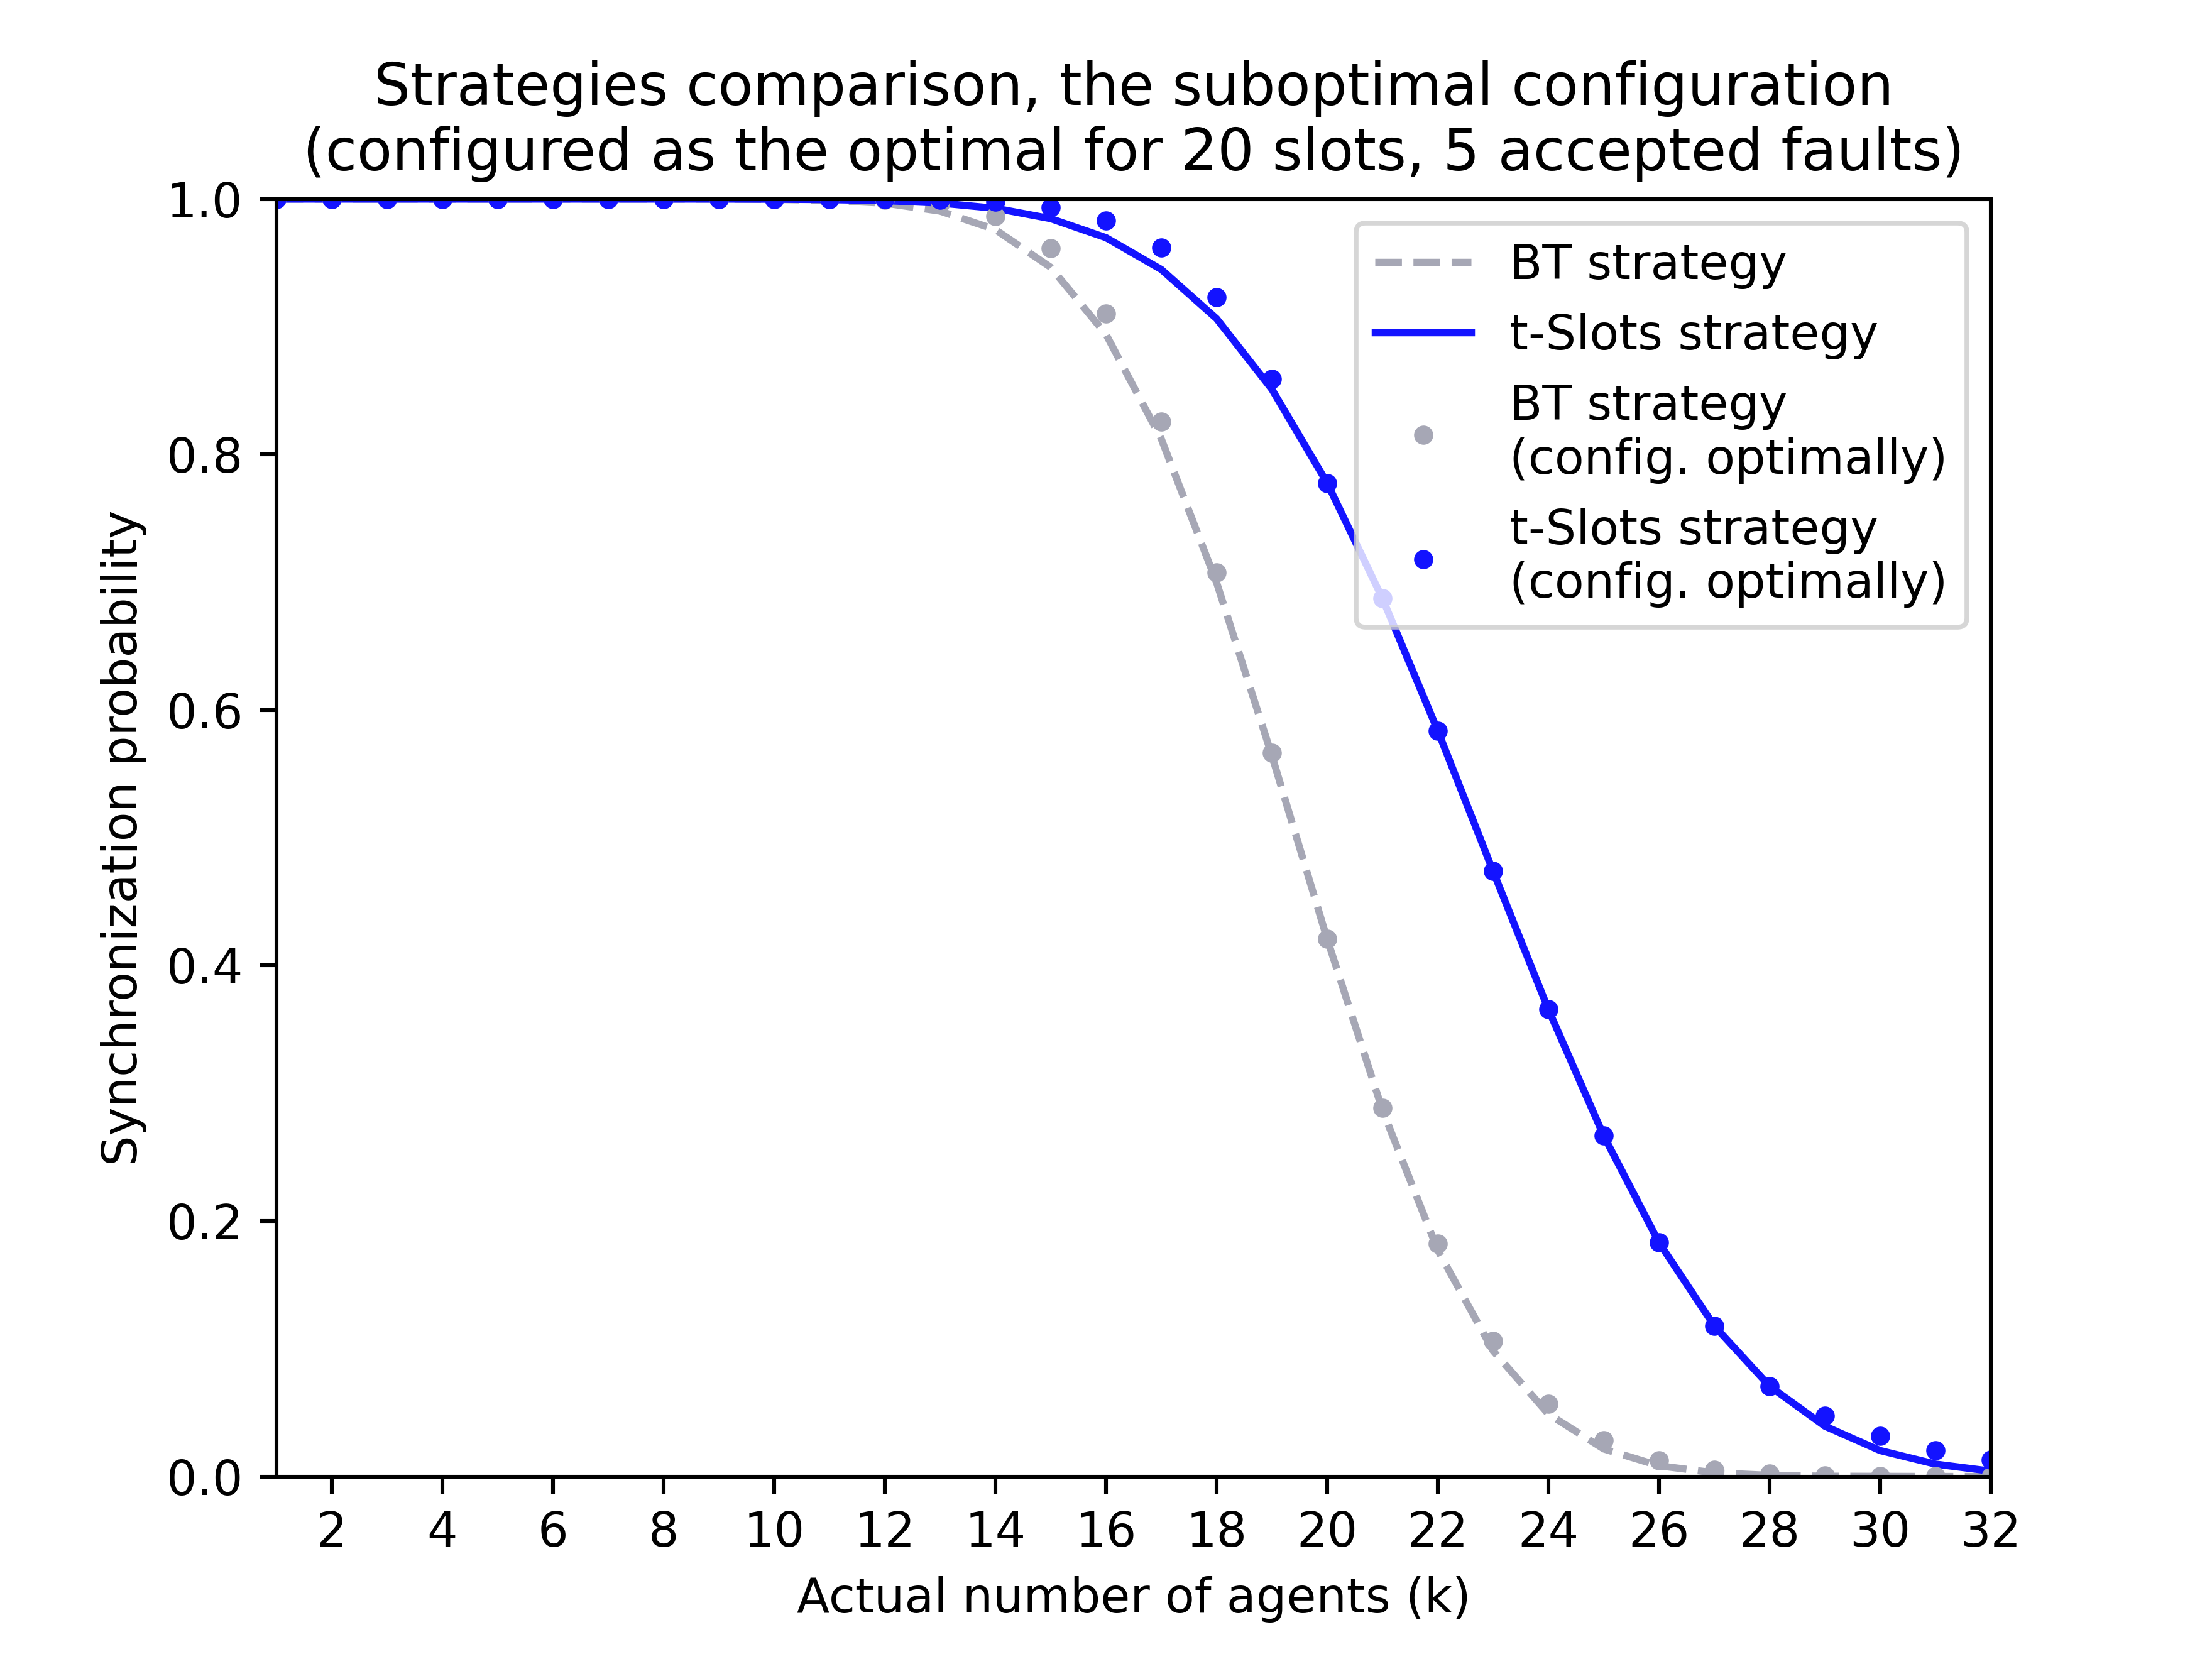 Strategies comparison, the suboptimal configuration
(configured as the optimal for 20 slots, 5 accepted faults)
1.0
0.8
0.6
0.4
0.2
0.0
Synchronization probability
BT strategy
t-Slots strategy
BT strategy
(config. optimally)
t-Slots strategy
(config. optimally)
2 4 6 8 10 12 14 16 18 20 22 24 26 28 30 32
Actual number of agents (k)